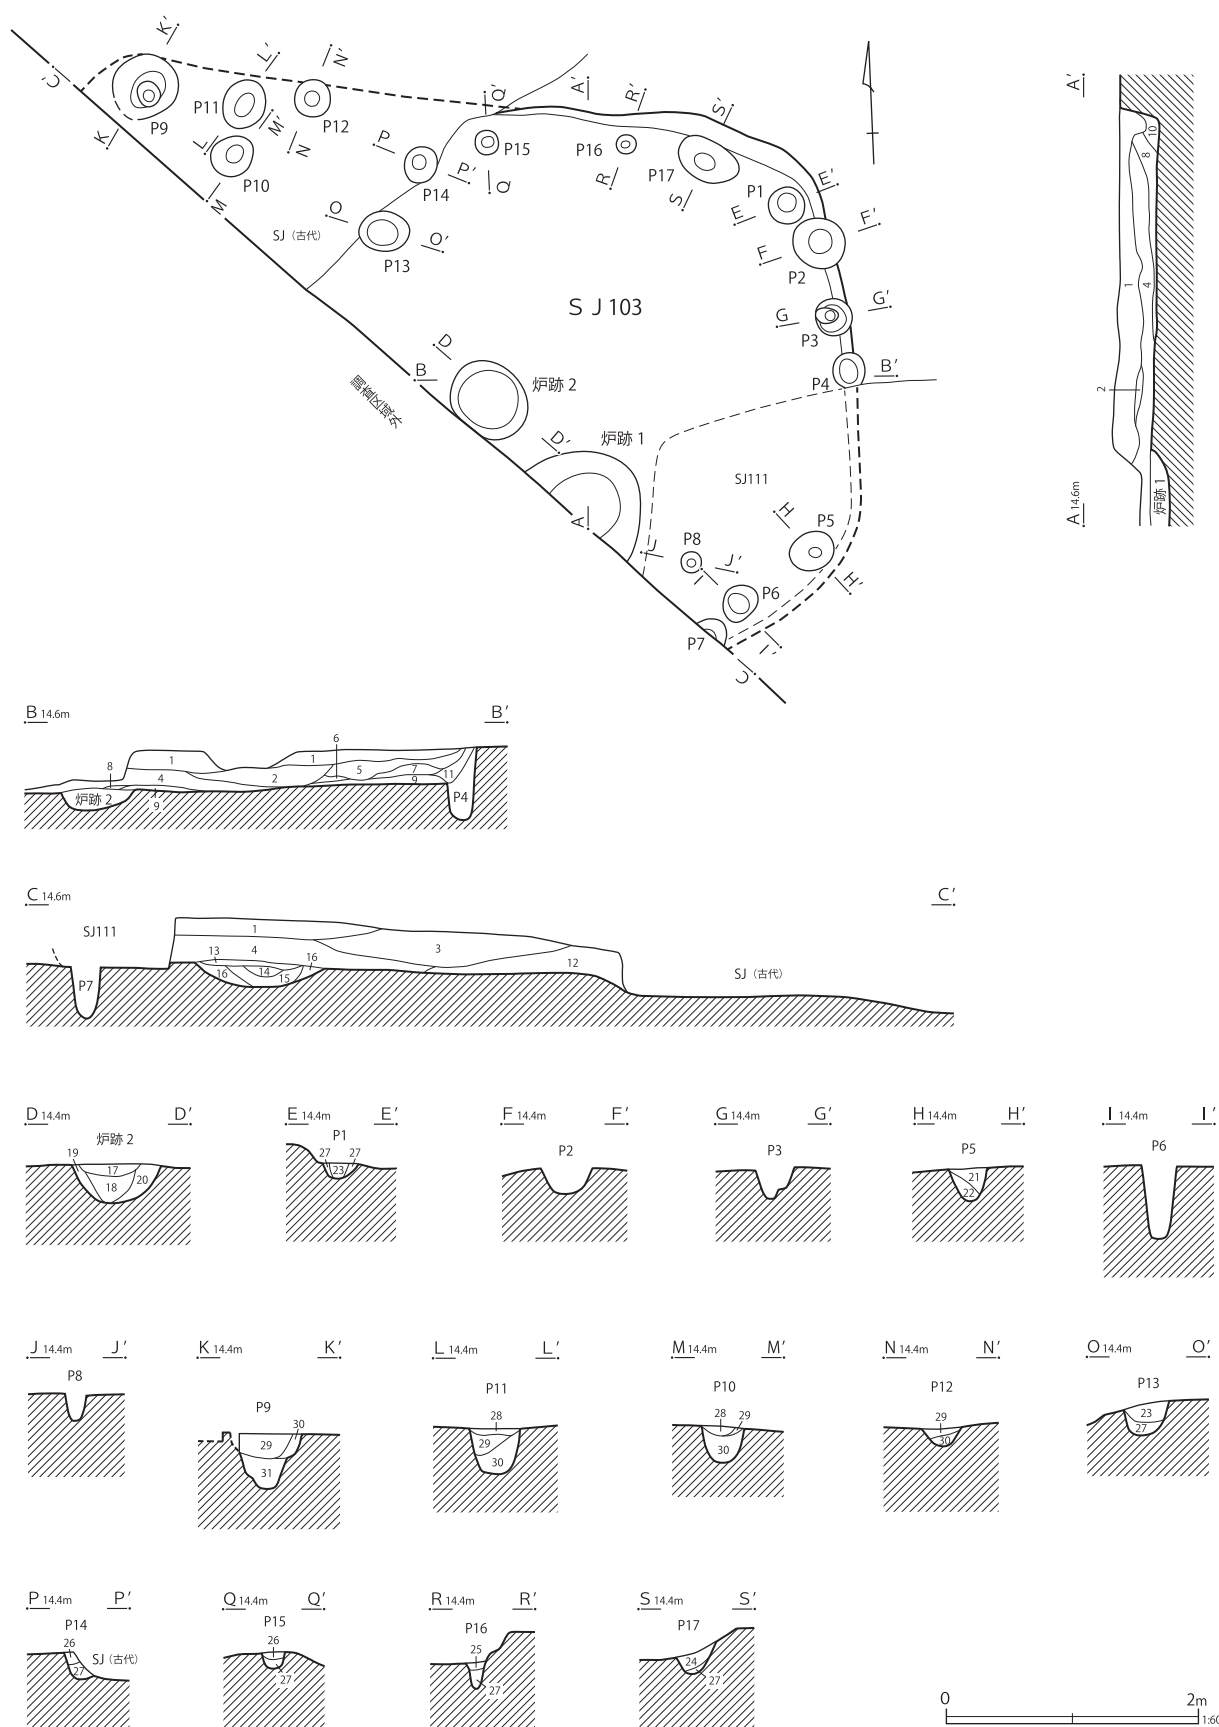 K′
L′
N′
C′
K
P9
P11
M′
P12
N
L
P10
M
P
P′
P14
Q′
P15
Q
A′
R′
P16
R
S′
P17
S
P1
E′
E
F′
F
P2
O
O′
P13
SJ（古代）
S J 103
G
G′
P3
B′
P4
D
B
炉跡 2
調査区域外
D′
炉跡 1
SJ111
A
H
P5
H′
J
P8
J′
I
P6
P7
I′
C
A′
10
8
1
4
2
A 14.6m
炉跡 1
B 14.6m
B′
6
1
1
8
4
2
5
7
9
11
炉跡 2
9
P4
C 14.6m
C′
SJ111
1
13
4
3
16
12
16
14
15
P7
SJ（古代）
D 14.4m
D′
炉跡 2
19
17
18
20
E 14.4m
E′
P1
27
27
23
F 14.4m
F′
P2
G 14.4m
G′
P3
H 14.4m
H′
P5
21
22
I 14.4m
I′
P6
J 14.4m
J′
P8
K 14.4m
K′
P9
30
29
31
L 14.4m
L′
P11
28
29
30
M 14.4m
M′
P10
28
29
30
N 14.4m
N′
P12
29
30
O 14.4m
O′
P13
23
27
P 14.4m
P′
P14
26
27
SJ（古代）
Q 14.4m
Q′
P15
26
27
R 14.4m
R′
P16
25
27
S 14.4m
S′
P17
24
27
0
2m